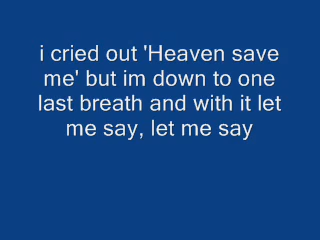 i cried out 'Heaven save
me' but im down to one
last breath and with it let
me say, let me say